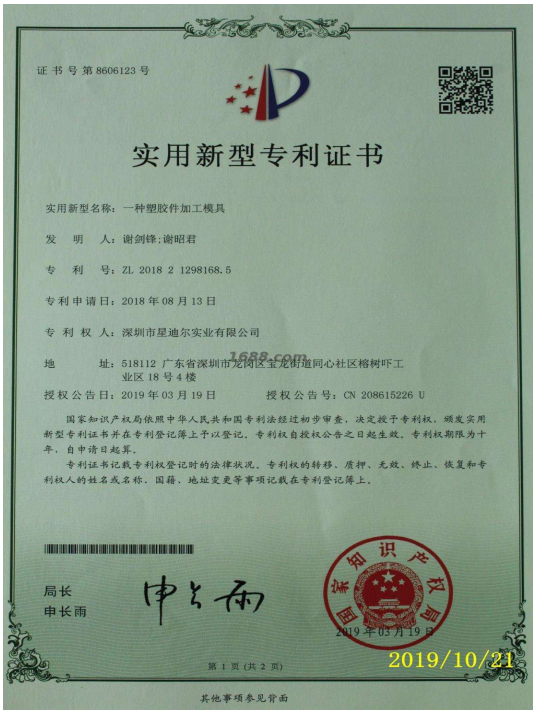 证书号第8606123号
实用新型专利证书
实用新型名称：一种塑胶件加工模具
发明人：谢剑锋;谢昭君
专利号：ZL 2018 2 1298168.5
专利申请日：2018年08月13日
专利权人：深圳市星迪尔实业有限公司
1688.com
地址：518112 广东省深圳市龙岗区宝龙街道同心社区榕树吓工
业区18号4楼
授权公告日：2019年03月19日 授权公告号：CN 208615226 U
国家知识产权局依照中华人民共和国专利法经过初步审查，决定授予专利权，颁发实用
新型专利证书并在专利登记簿上予以登记。专利权自授权公告之日起生效。专利权期限为十
年，自申请日起算。
专利证书记载专利权登记时的法律状况。专利权的转移、质押、无效、终止、恢复和专
利权人的姓名或名称、国籍、地址变更等事项记载在专利登记簿上。
局长
申长雨
申长雨
国家知识产权局
2019年03月19日
2019/10/21
第1页(共2页)
其他事项参见背面